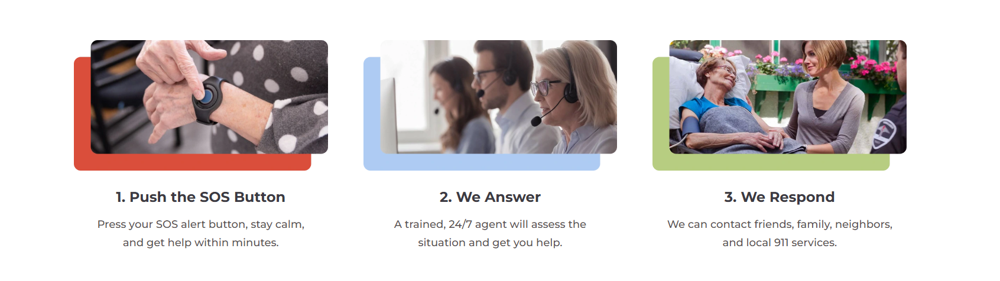 1. Push the SOS Button
Press your SOS alert button, stay calm,
and get help within minutes.
2. We Answer
A trained, 24/7 agent will assess the
situation and get you help.
3. We Respond
We can contact friends, family, neighbors,
and local 911 services.